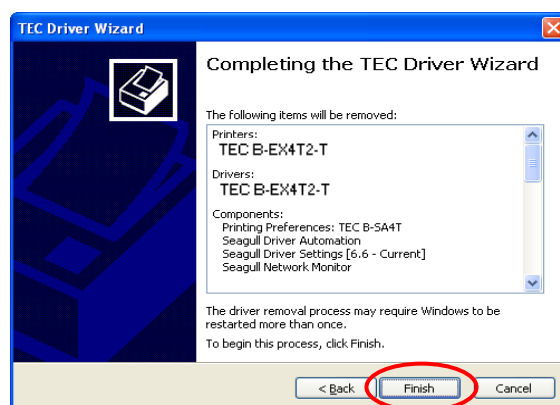 TEC Driver Wizard
Completing the TEC Driver Wizard
The following items will be removed:
Printers:
TEC B-EX4T2-T
Drivers:
TEC B-EX4T2-T
Components:
Printing Preferences: TEC B-SA4T
Seagull Driver Automation
Seagull Driver Settings [6.6 - Current]
Seagull Network Monitor
The driver removal process may require Windows to be
restarted more than once.
To begin this process, click Finish.
< Back
Finish
Cancel